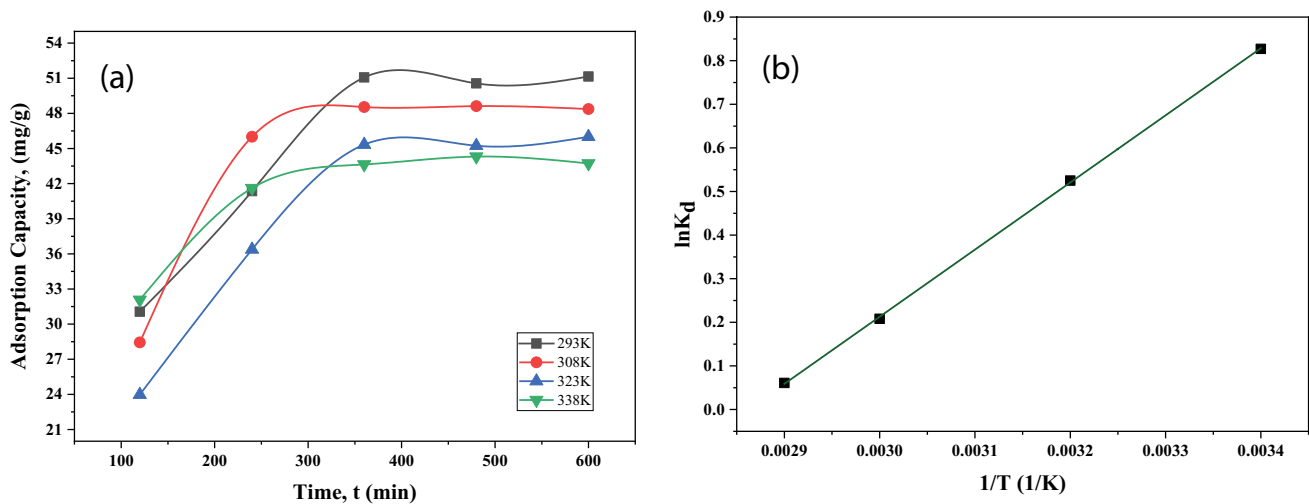 (a)
Adsorption Capacity, (mg/g)
54
51
48
45
42
39
36
33
30
27
24
21
293K
308K
323K
338K
100 200 300 400 500 600
Time, t (min)
(b)
lnKd
0.9
0.8
0.7
0.6
0.5
0.4
0.3
0.2
0.1
0.0
0.0029 0.0030 0.0031 0.0032 0.0033 0.0034
1/T (1/K)